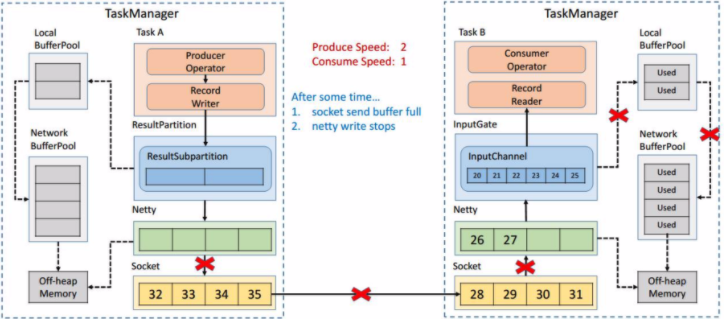 TaskManager
Local
BufferPool
Network
BufferPool
Off-heap
Memory
Task A
Producer
Operator
Record
Writer
ResultPartition
ResultSubpartition
Netty
Socket
32 33 34 35
Produce Speed: 2
Consume Speed: 1
After some time...
1. socket send buffer full
2. netty write stops
TaskManager
Task B
Consumer
Operator
Record
Reader
InputGate
InputChannel
20 21 22 23 24 25
Netty
26 27
Socket
28 29 30 31
Local
BufferPool
Used
Used
Network
BufferPool
Used
Used
Used
Used
Off-heap
Memory